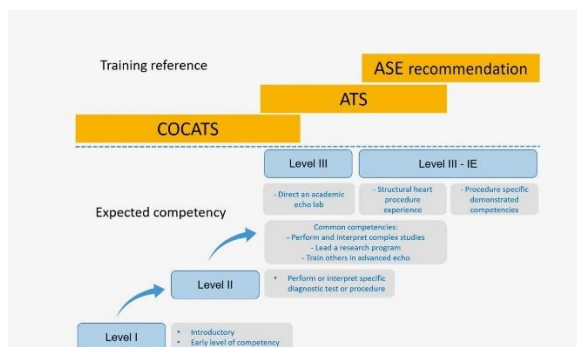 Training reference
ASE recommendation
ATS
COCATS
Level III
Level III - IE
- Direct an academic
echo lab
- Structural heart
procedure
experience
- Procedure specific
demonstrated
competencies
Expected competency
Common competencies:
- Perform and interpret complex studies
- Lead a research program
- Train others in advanced echo
Level II
• Perform or Interpret specific
diagnostic test or procedure
Level I
• Introductory
• Early level of competency